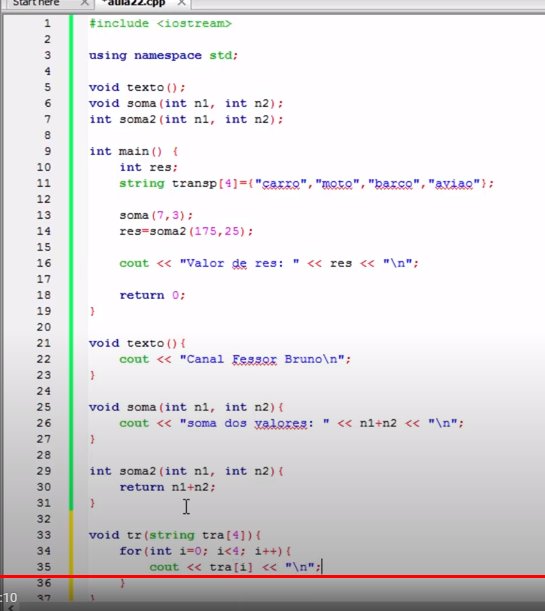 Start here X *aula22.cpp X
1 #include <iostream>
2
3 using namespace std;
4
5 void texto();
6 void soma(int n1, int n2);
7 int soma2(int n1, int n2);
8
9 int main() {
10 int res;
11 string transp[4]={"carro","moto","barco","aviao"};
12
13 soma(7,3);
14 res=soma2(175,25);
15
16 cout << "Valor de res: " << res << "\n";
17
18 return 0;
19 }
20
21 void texto(){
22 cout << "Canal Fessor Bruno\n";
23 }
24
25 void soma(int n1, int n2){
26 cout << "soma dos valores: " << n1+n2 << "\n";
27 }
28
29 int soma2(int n1, int n2){
30 return n1+n2;
31 }
32
33 void tr(string tra[4]){
34 for(int i=0; i<4; i++){
35 cout << tra[i] << "\n";
36 }
:10
37 }